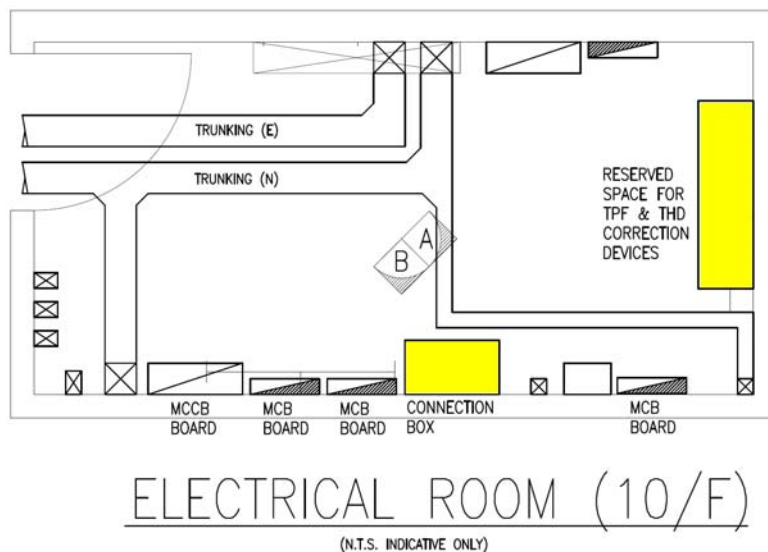 TRUNKING (E)
TRUNKING (N)
RESERVED
SPACE FOR
TPF & THD
CORRECTION
DEVICES
A
B
MCCB
BOARD
MCB
BOARD
MCB
BOARD
CONNECTION
BOX
MCB
BOARD
ELECTRICAL ROOM (10/F)
(N.T.S. INDICATIVE ONLY)